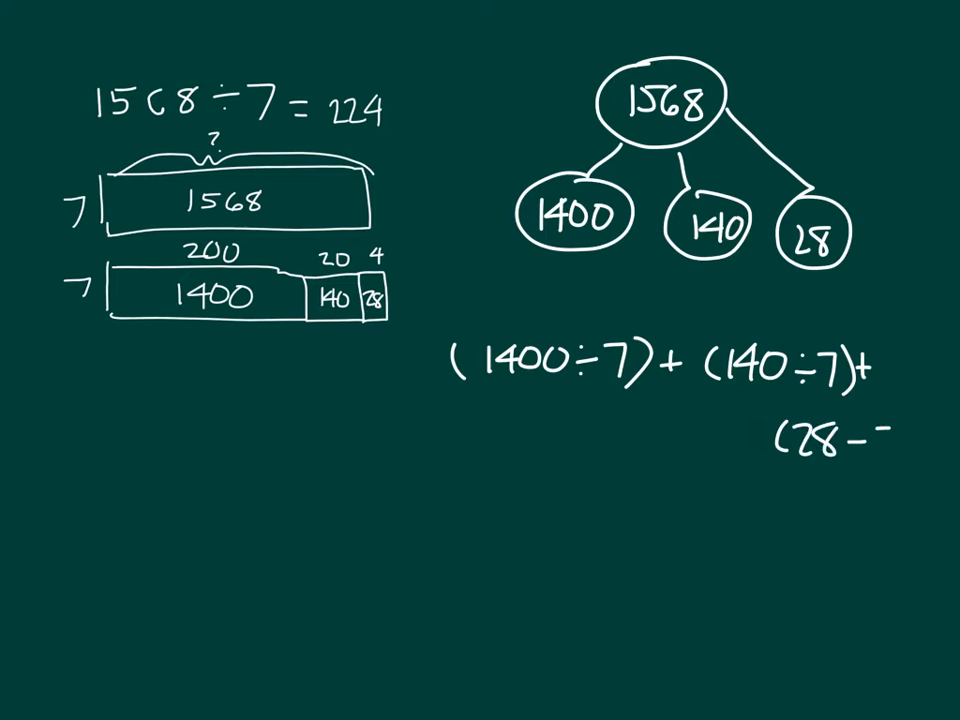 1568 ÷ 7 = 224
?
7 1568
200 20 4
7 1400 140 28
1568
1400 140 28
(1400 ÷ 7) + (140 ÷ 7) +
(28 –